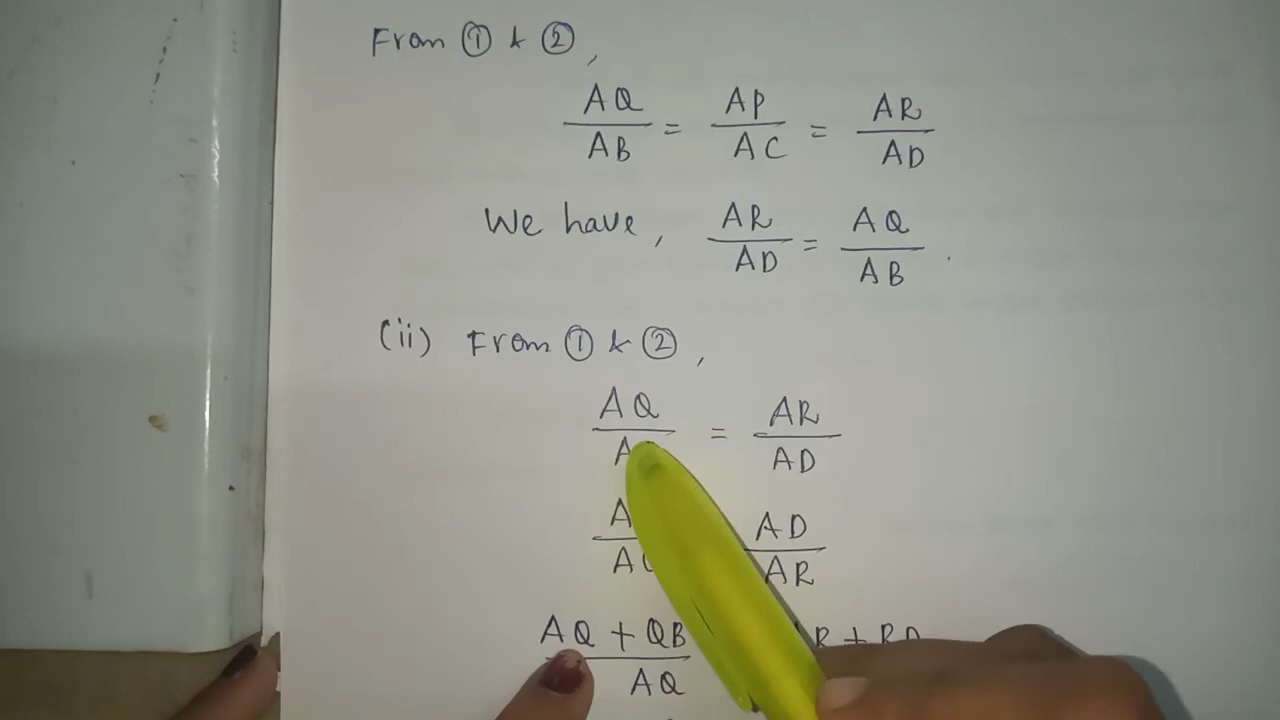 From ① & ②,
AQ/AB = AP/AC = AR/AD
We have, AR/AD = AQ/AB.
(ii) From ① & ②,
AQ/ = AR/AD
AD/AR
AQ + QB/AQ